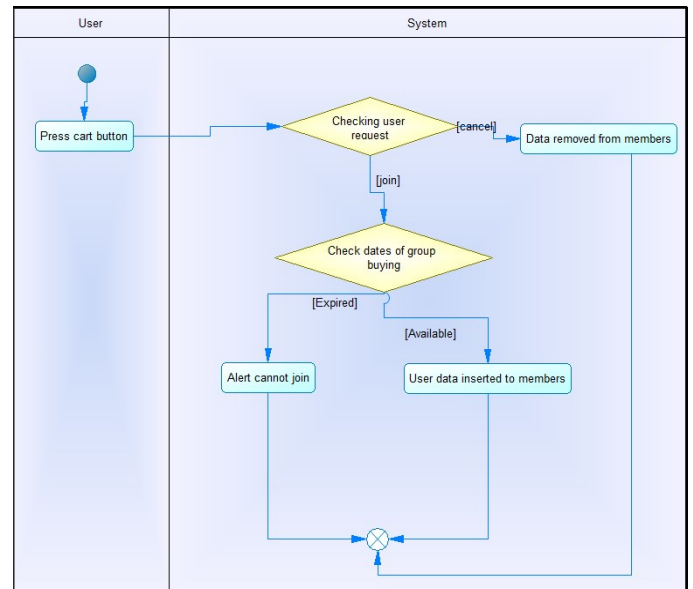 User
System
Press cart button
Checking user
request
[cancel]
Data removed from members
[join]
Check dates of group
buying
[Expired]
[Available]
Alert cannot join
User data inserted to members